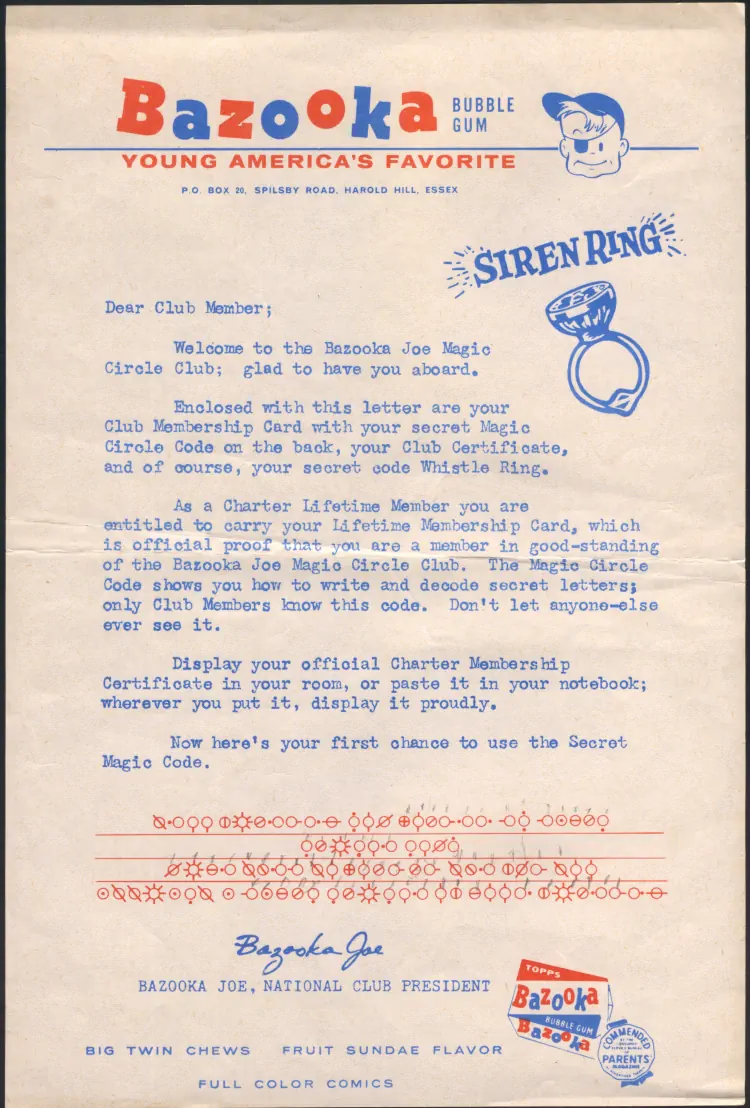 Bazooka BUBBLE GUM
YOUNG AMERICA'S FAVORITE
P.O. BOX 20, SPILSBY ROAD, HAROLD HILL, ESSEX
SIREN RING
Dear Club Member;
Welcome to the Bazooka Joe Magic
Circle Club; glad to have you aboard.
Enclosed with this letter are your
Club Membership Card with your secret Magic
Circle Code on the back, your Club Certificate,
and of course, your secret code Whistle Ring.
As a Charter Lifetime Member you are
entitled to carry your Lifetime Membership Card, which
is official proof that you are a member in good-standing
of the Bazooka Joe Magic Circle Club. The Magic Circle
Code shows you how to write and decode secret letters;
only Club Members know this code. Don't let anyone-else
ever see it.
Display your official Charter Membership
Certificate in your room, or paste it in your notebook;
wherever you put it, display it proudly.
Now here's your first chance to use the Secret
Magic Code.
Bazooka Joe
BAZOOKA JOE, NATIONAL CLUB PRESIDENT
TOPPS
Bazooka
BUBBLE GUM
Bazooka
COMMENDED
PARENTS
MAGAZINE
BIG TWIN CHEWS FRUIT SUNDAE FLAVOR
FULL COLOR COMICS